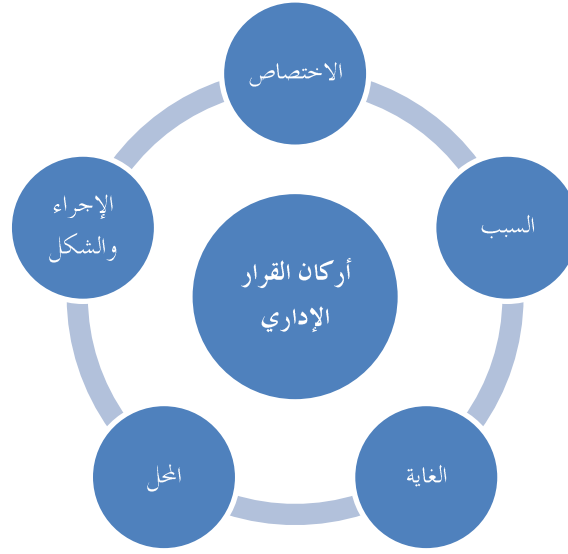 الاختصاص
السبب
الغاية
المحل
الإجراء
والشكل
أركان القرار
الإداري